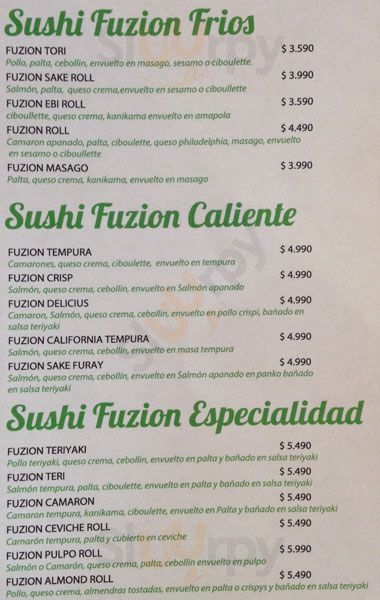 Sushi Fuzion Frios
FUZION TORI $ 3.590
Pollo, palta, cebollin, envuelto en masago, sesamo o ciboulette.
FUZION SAKE ROLL $ 3.990
Salmón, palta, queso crema,envuelto en sesamo o ciboullette
FUZION EBI ROLL $ 3.590
ciboullette, queso crema, kanikama envuelto en amapola
FUZION ROLL $ 4.490
Camaron apanado, palta, ciboulette, queso philadelphia, masago, envuelto
en sesamo o ciboullette
FUZION MASAGO $ 3.990
Palta, queso crema, kanikama, envuelto en masago
Sushi Fuzion Caliente
FUZION TEMPURA $ 4.990
Camarones, queso crema, ciboulette, envuelto en tempura
FUZION CRISP $ 4.990
Salmón, queso crema, cebollin, envuelto en Salmón apanado
FUZION DELICIUS $ 4.990
Camaron, Salmón, queso crema, cebollin, envuelto en pollo crispi, bañado en
salsa teriyaki
FUZION CALIFORNIA TEMPURA $ 4.990
Salmón, queso crema, cebollin, envuelto en masa tempura
FUZION SAKE FURAY $ 4.990
Salmón, queso crema, cebollin, envuelto en Salmón apanado en panko bañado
en salsa teriyaki
Sushi Fuzion Especialidad
FUZION TERIYAKI $ 5.490
Pollo teriyaki, queso crema, cebollin, envuelto en palta y bañado en salsa teriyaki
FUZION TERI $ 5.490
Salmón tempura, palta, ciboulette, envuelto en palta y bañado en salsa teriyaki
FUZION CAMARON $ 5.490
Camaron tempura, kanikama, ciboulette, envuelto en Palta y bañado en salsa teriyaki
FUZION CEVICHE ROLL $ 5.490
Camarón tempura, palta y cubierto en ceviche
FUZION PULPO ROLL $ 5.990
Salmón o Camarón, queso crema, palta, cebollin envuelto en pulpo
FUZION ALMOND ROLL $ 5.490
Pollo, queso crema, almendras tostadas, envuelto en palta o crispys y bañado en salsa teriyaki